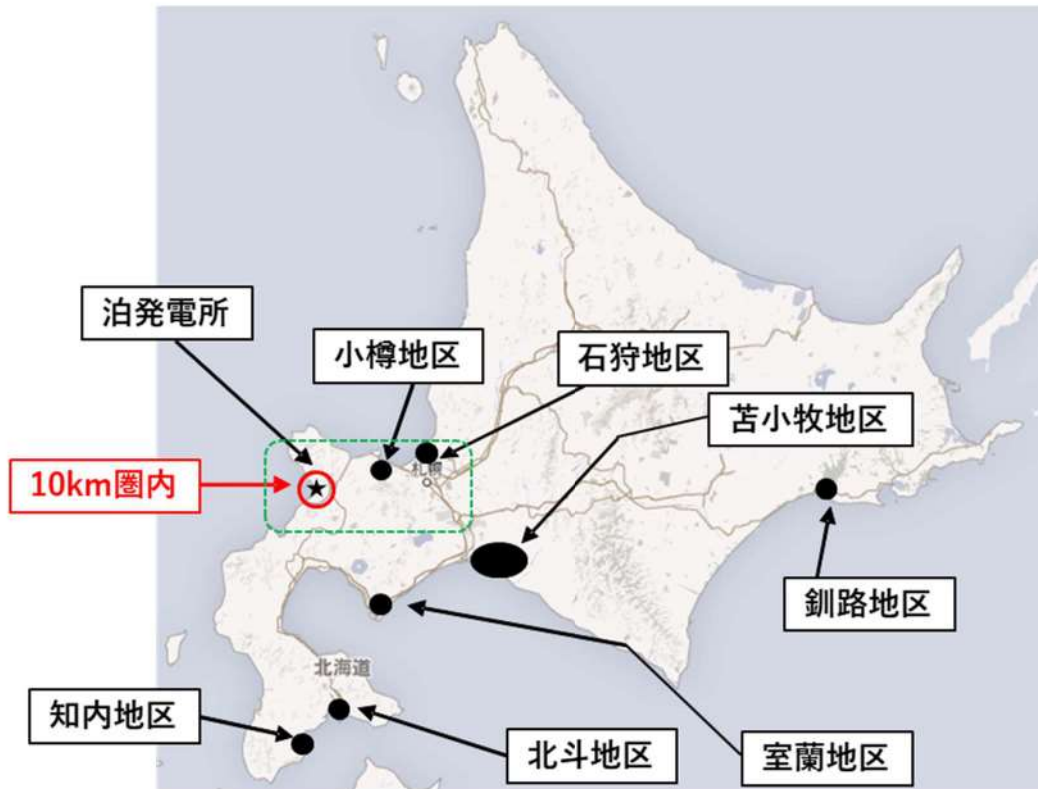 泊発電所
小樽地区
石狩地区
苫小牧地区
札幌
10km圏内
釧路地区
北海道
知内地区
北斗地区
室蘭地区